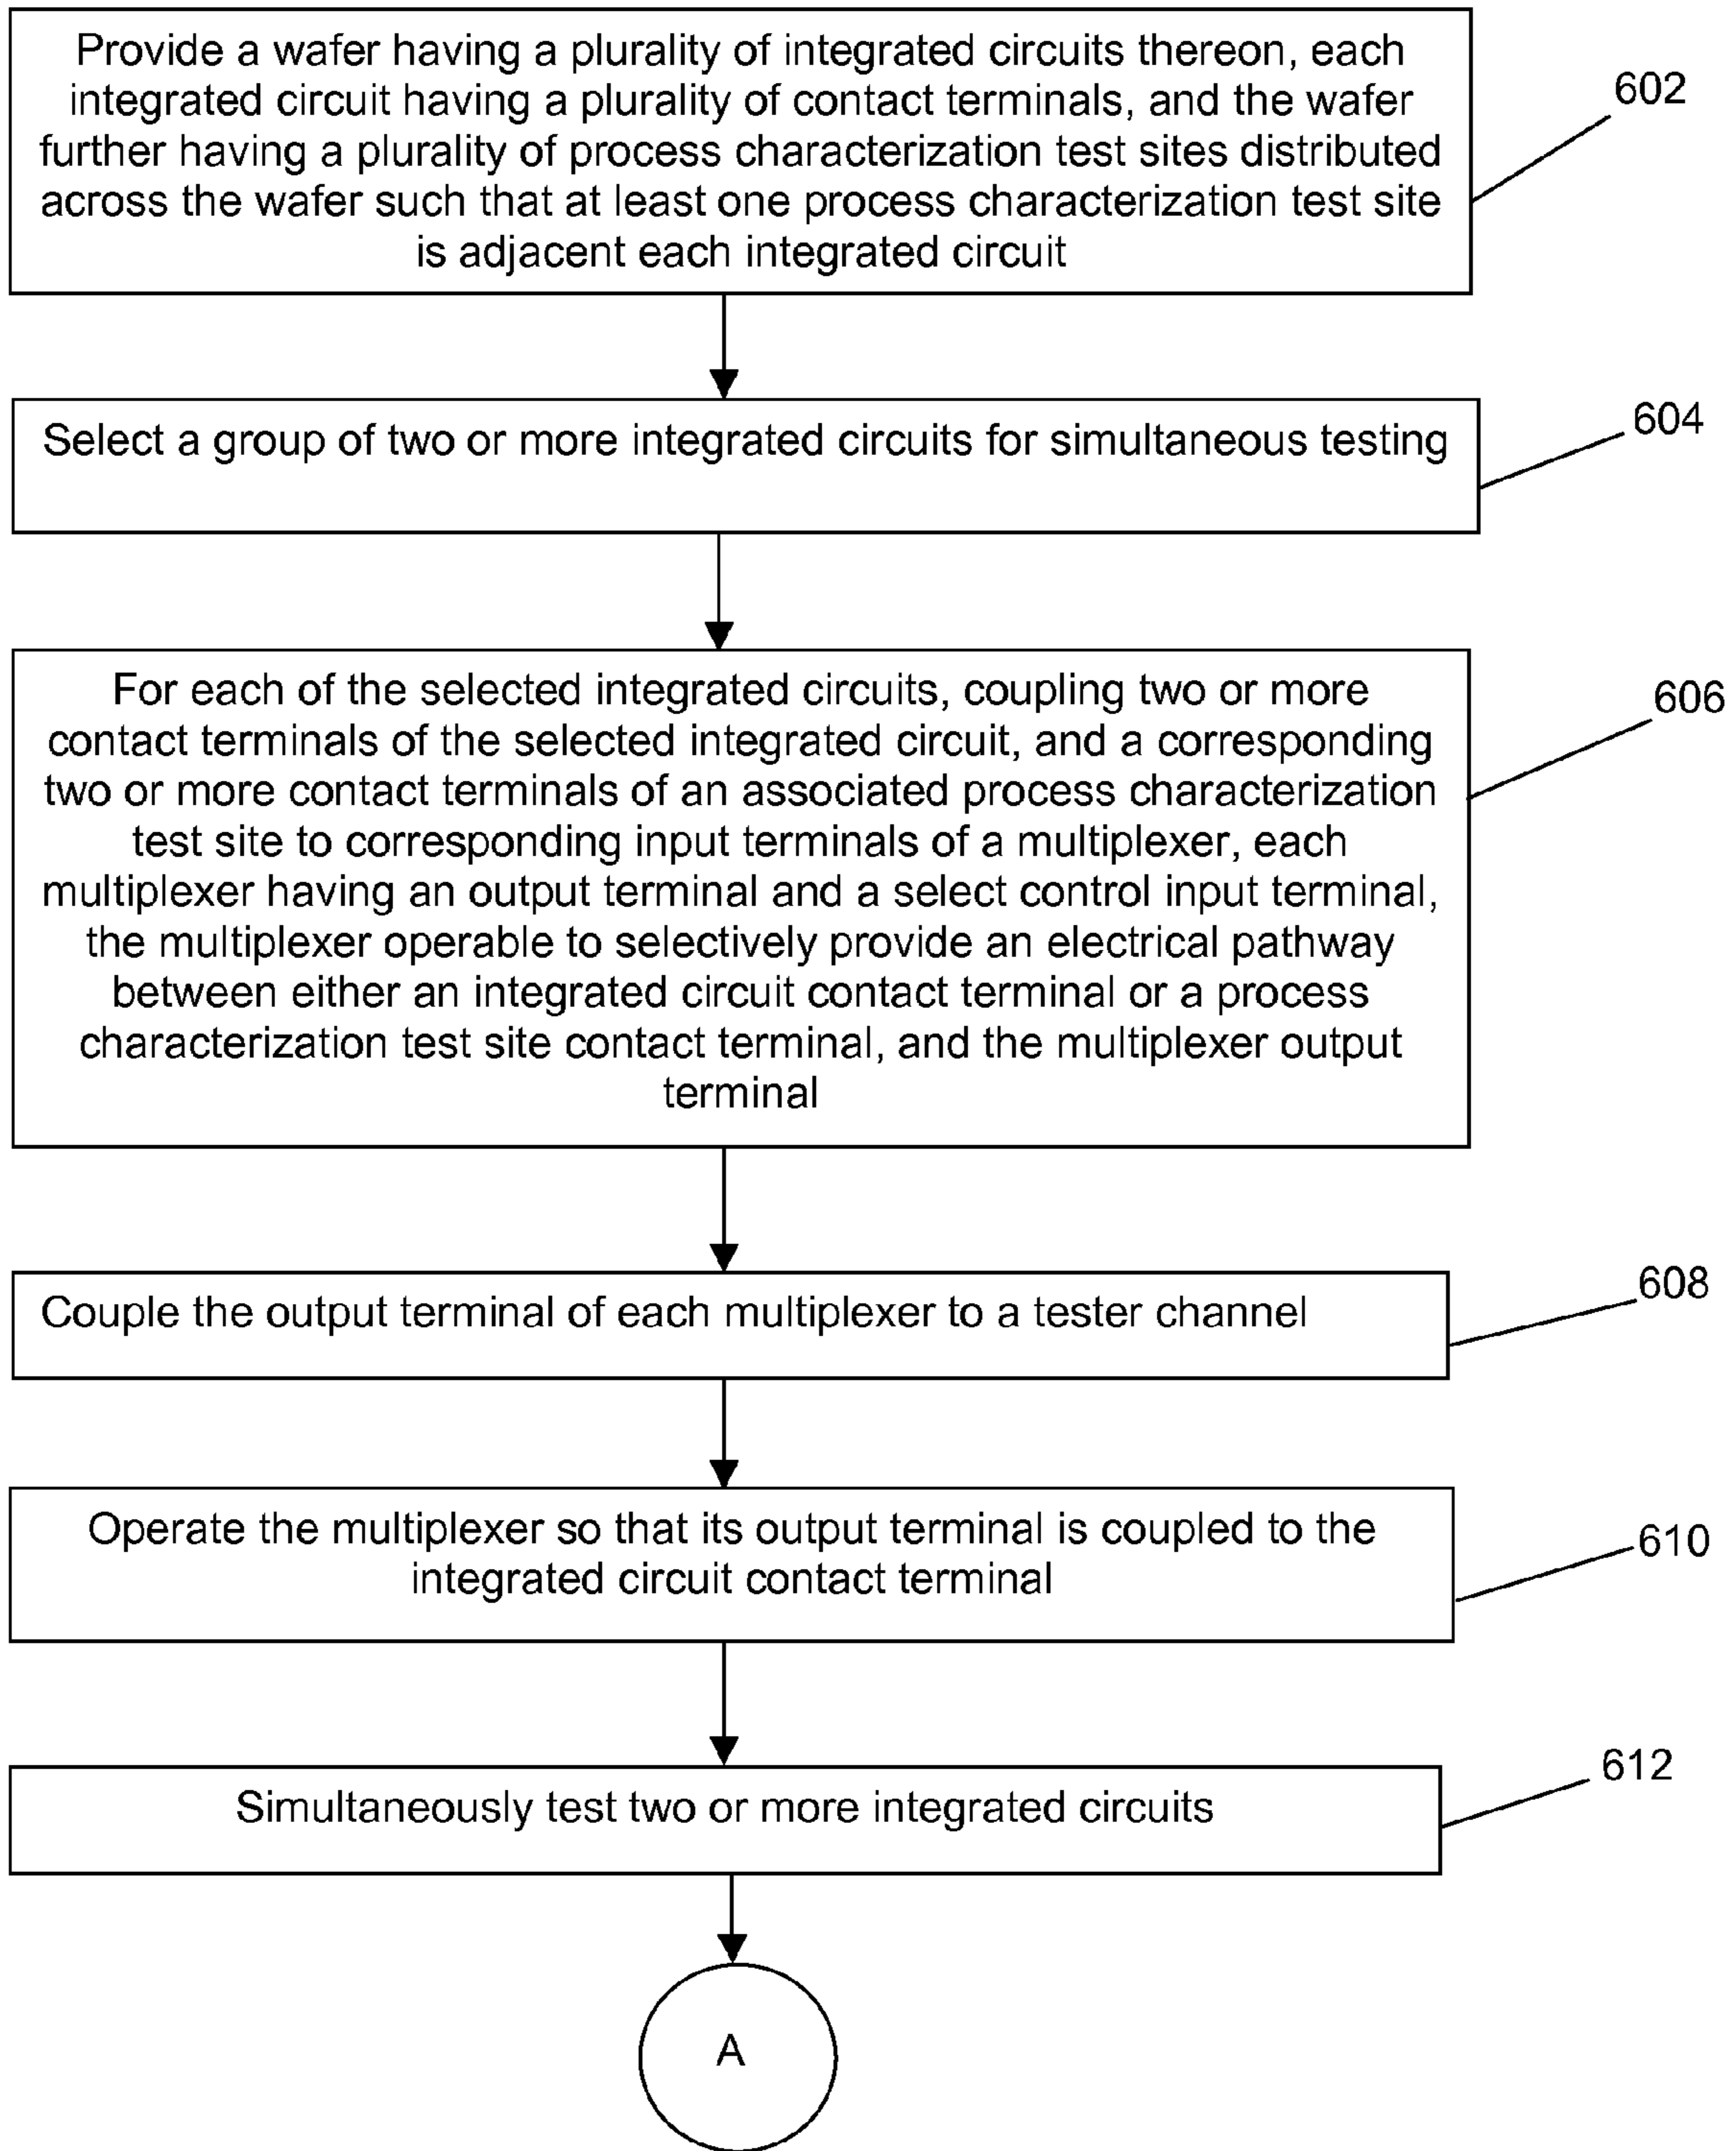 Provide a wafer having a plurality of integrated circuits thereon, each
integrated circuit having a plurality of contact terminals, and the wafer
further having a plurality of process characterization test sites distributed
across the wafer such that at least one process characterization test site
is adjacent each integrated circuit
602
Select a group of two or more integrated circuits for simultaneous testing
604
For each of the selected integrated circuits, coupling two or more
contact terminals of the selected integrated circuit, and a corresponding
two or more contact terminals of an associated process characterization
test site to corresponding input terminals of a multiplexer, each
multiplexer having an output terminal and a select control input terminal,
the multiplexer operable to selectively provide an electrical pathway
between either an integrated circuit contact terminal or a process
characterization test site contact terminal, and the multiplexer output
terminal
606
Couple the output terminal of each multiplexer to a tester channel
608
Operate the multiplexer so that its output terminal is coupled to the
integrated circuit contact terminal
610
Simultaneously test two or more integrated circuits
612
A